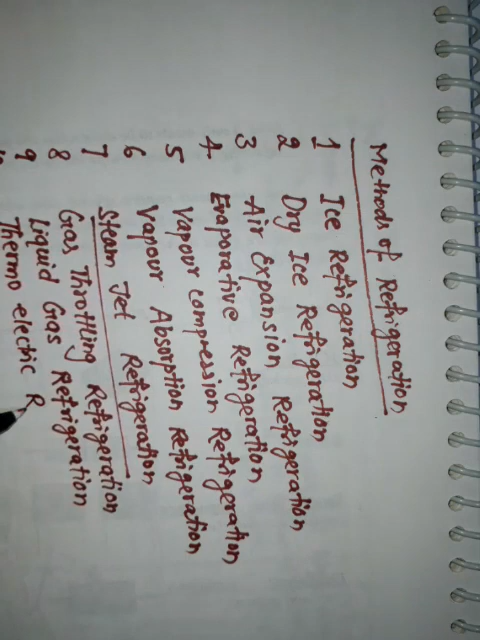 Methods of Refrigeration
1 Ice Refrigeration
2 Dry Ice Refrigeration
3 Air Expansion Refrigeration
4 Evaporative Refrigeration
5 Vapour compression Refrigeration
6 Vapour Absorption Refrigeration
7 Steam Jet Refrigeration
8 Gas Throttling Refrigeration
9 Liquid Gas Refrigeration
Thermo electric R